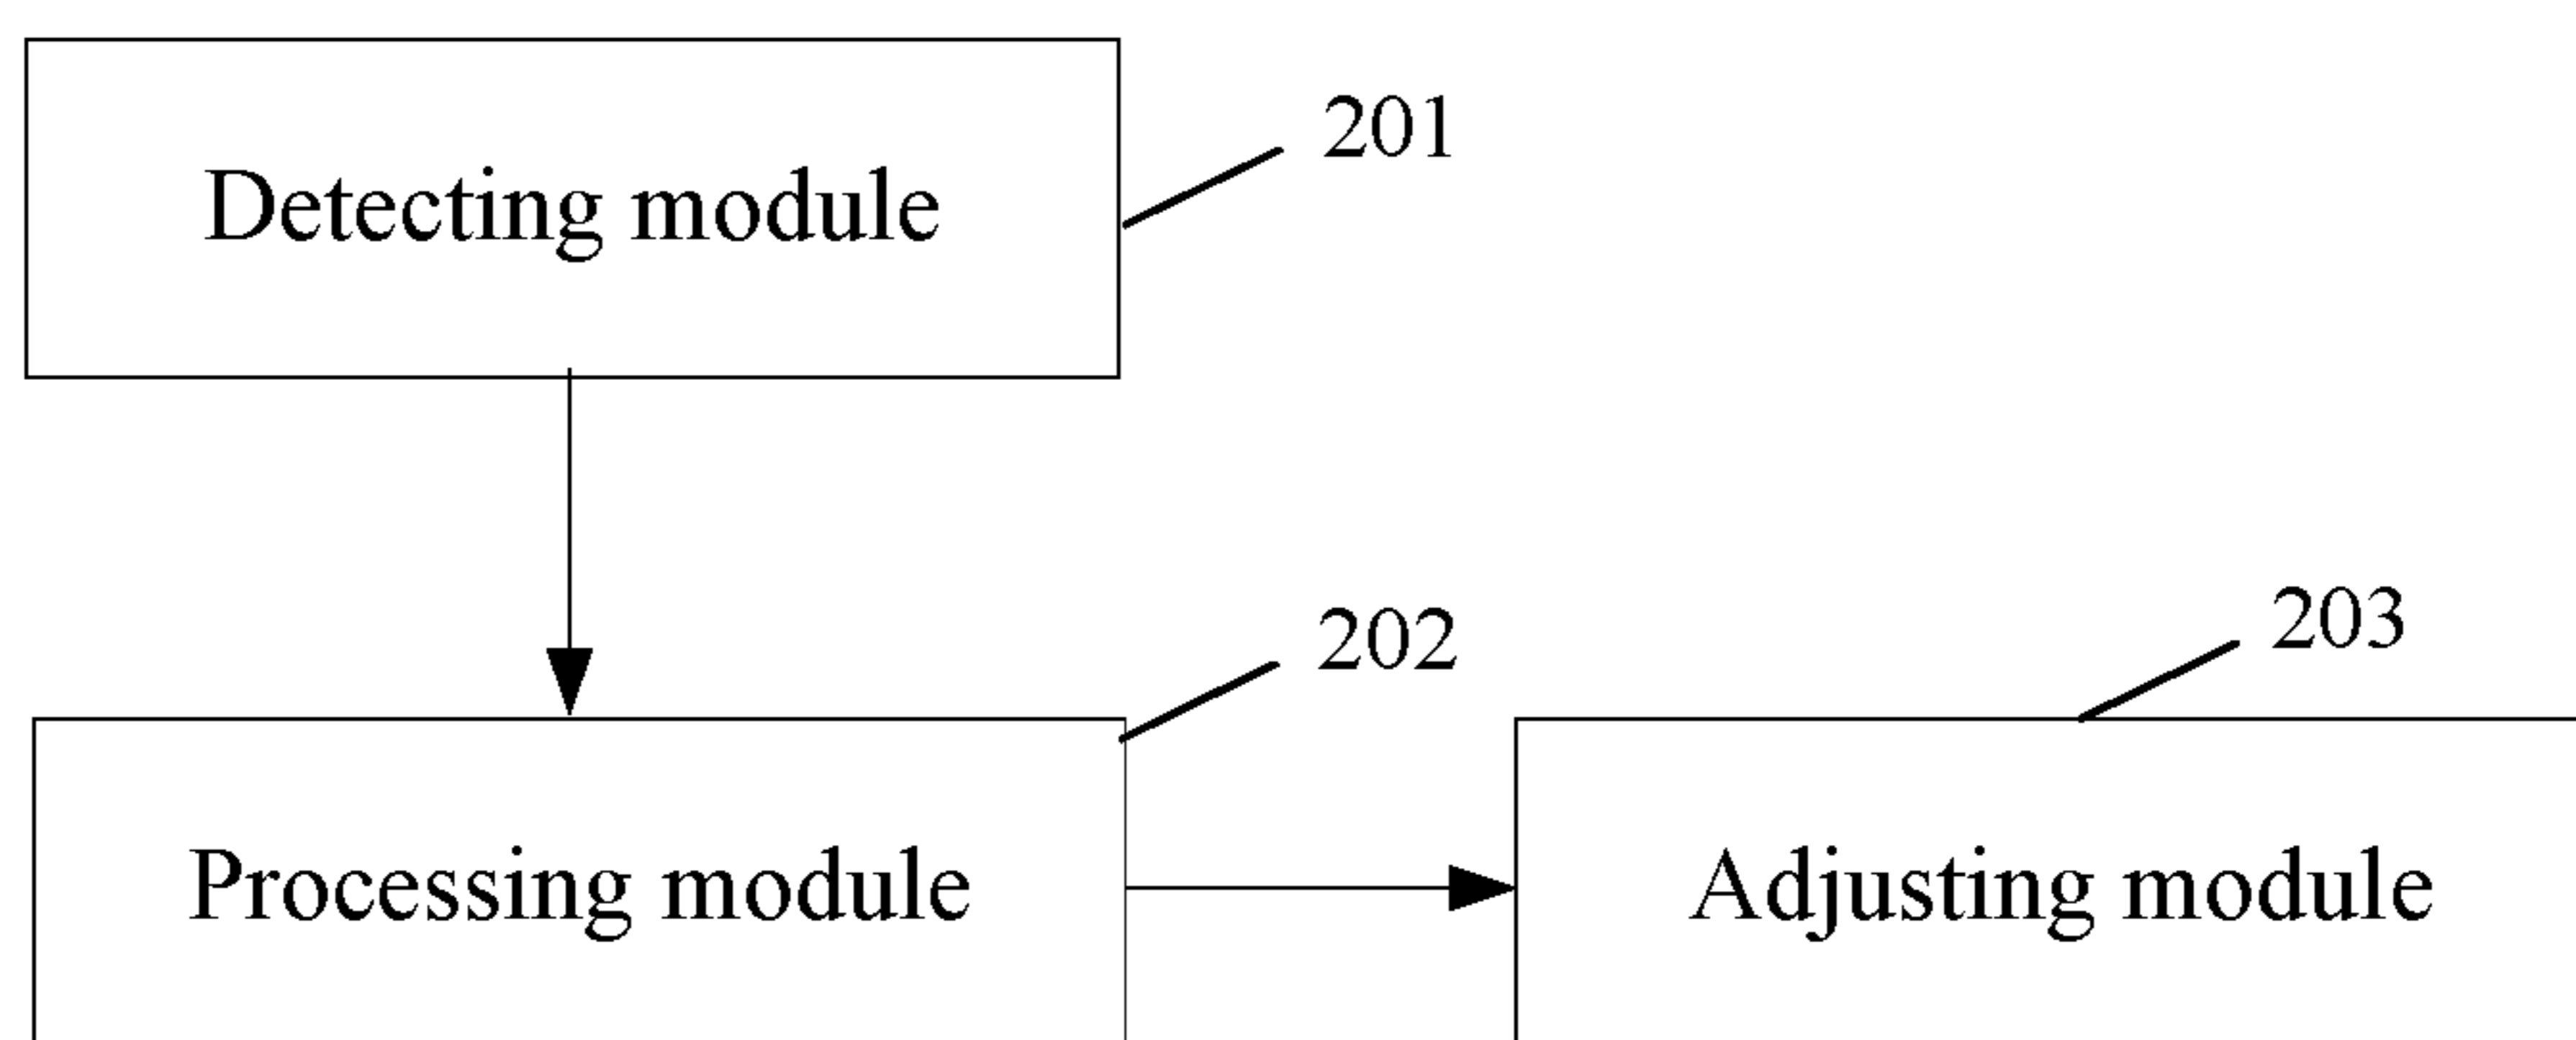 Detecting module
201
202
203
Processing module
Adjusting module